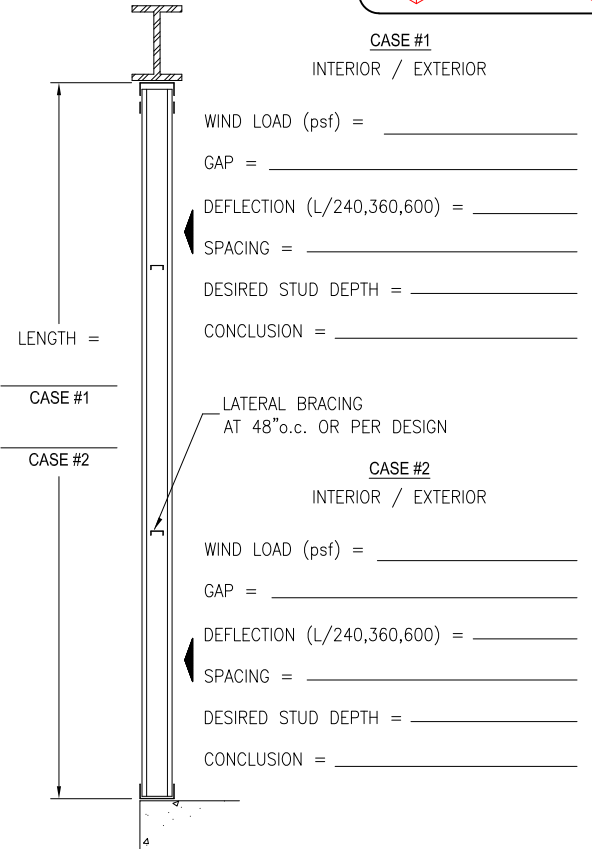 CASE #1
INTERIOR / EXTERIOR
WIND LOAD (psf) =
GAP =
DEFLECTION (L/240,360,600) =
SPACING =
DESIRED STUD DEPTH =
CONCLUSION =
LENGTH =
CASE #1
CASE #2
LATERAL BRACING
AT 48"o.c. OR PER DESIGN
CASE #2
INTERIOR / EXTERIOR
WIND LOAD (psf) =
GAP =
DEFLECTION (L/240,360,600) =
SPACING =
DESIRED STUD DEPTH =
CONCLUSION =